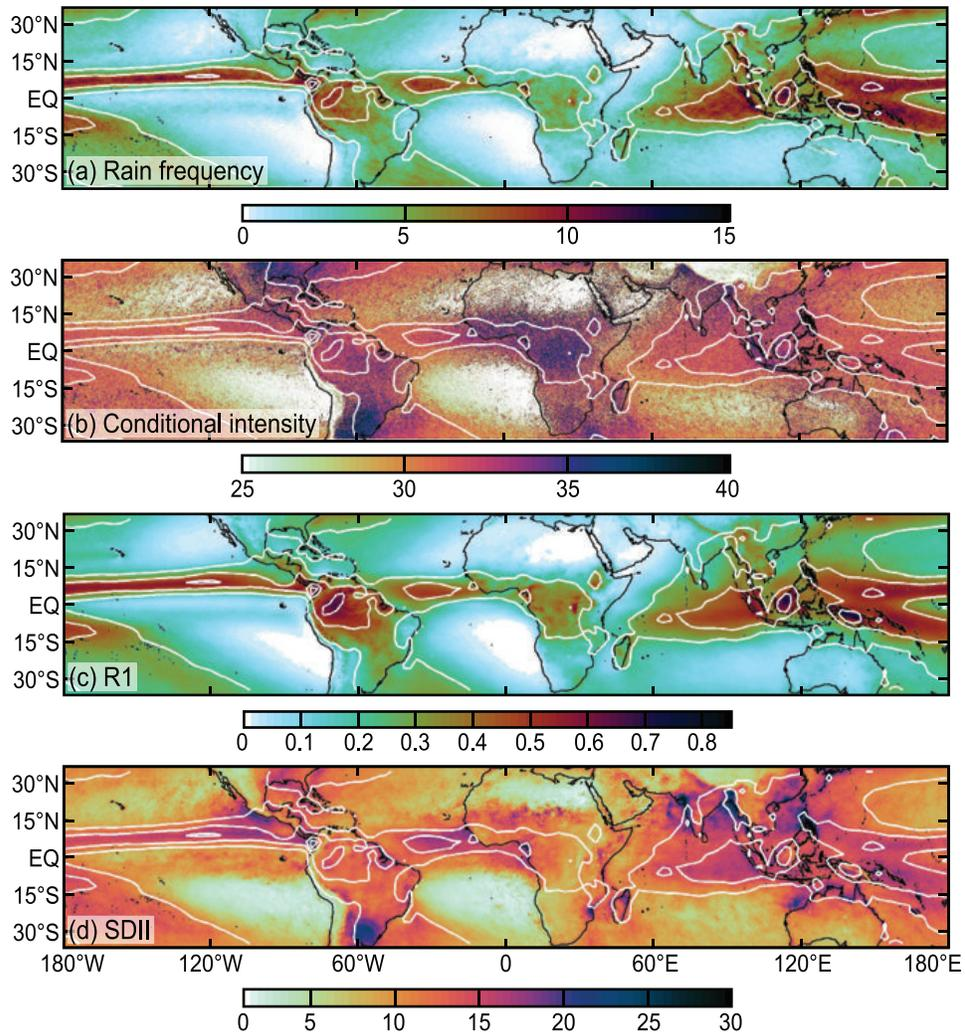 30°N
15°N
EQ
15°S
30°S
(a) Rain frequency
0 5 10 15
30°N
15°N
EQ
15°S
30°S
(b) Conditional intensity
25 30 35 40
30°N
15°N
EQ
15°S
30°S
(c) R1
0 0.1 0.2 0.3 0.4 0.5 0.6 0.7 0.8
30°N
15°N
EQ
15°S
30°S
(d) SDII
180°W 120°W 60°W 0 60°E 120°E 180°E
0 5 10 15 20 25 30